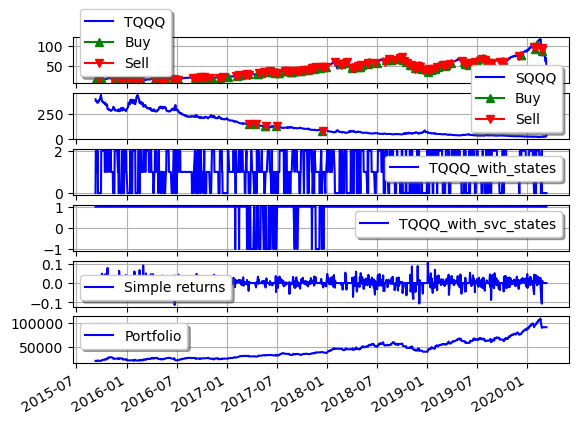 TQQQ
Buy
Sell
100
50
SQQQ
Buy
Sell
250
0
2
0
TQQQ_with_states
1
−1
TQQQ_with_svc_states
0.1
0.0
−0.1
Simple returns
100000
50000
Portfolio
2015-07
2016-01
2016-07
2017-01
2017-07
2018-01
2018-07
2019-01
2019-07
2020-01